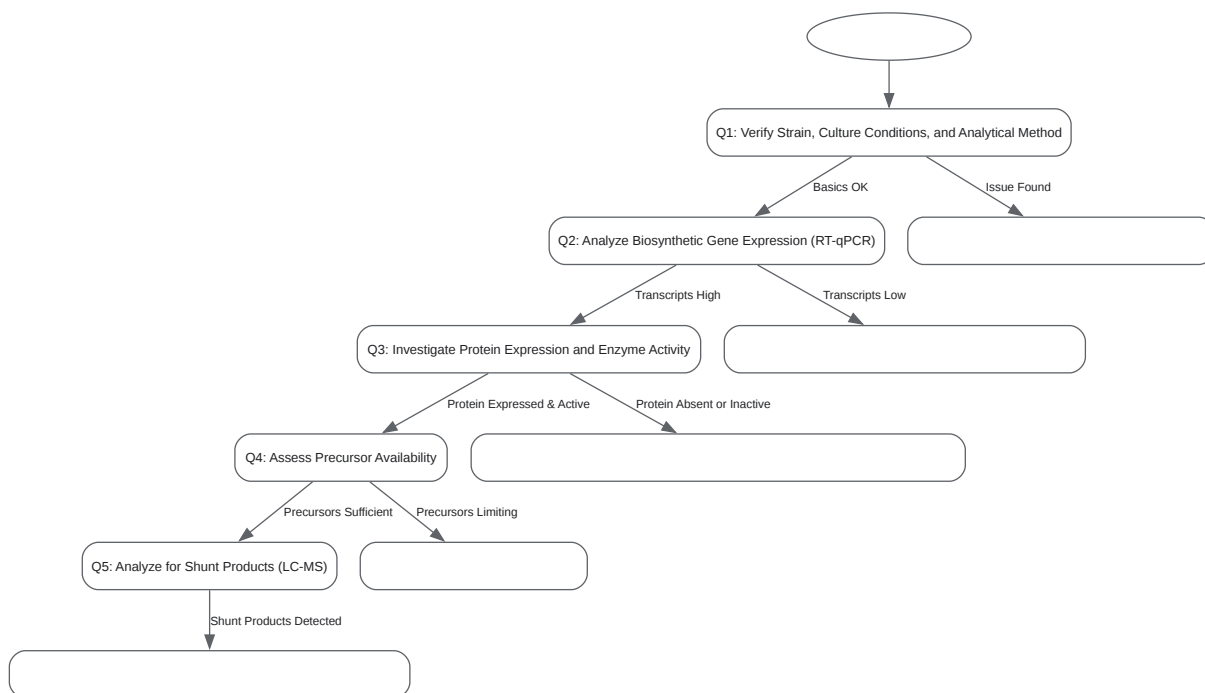 Q1: Verify Strain, Culture Conditions, and Analytical Method
Basics OK
Issue Found
Q2: Analyze Biosynthetic Gene Expression (RT-qPCR)
Transcripts High
Transcripts Low
Q3: Investigate Protein Expression and Enzyme Activity
Protein Expressed & Active
Protein Absent or Inactive
Q4: Assess Precursor Availability
Precursors Sufficient
Precursors Limiting
Q5: Analyze for Shunt Products (LC-MS)
Shunt Products Detected